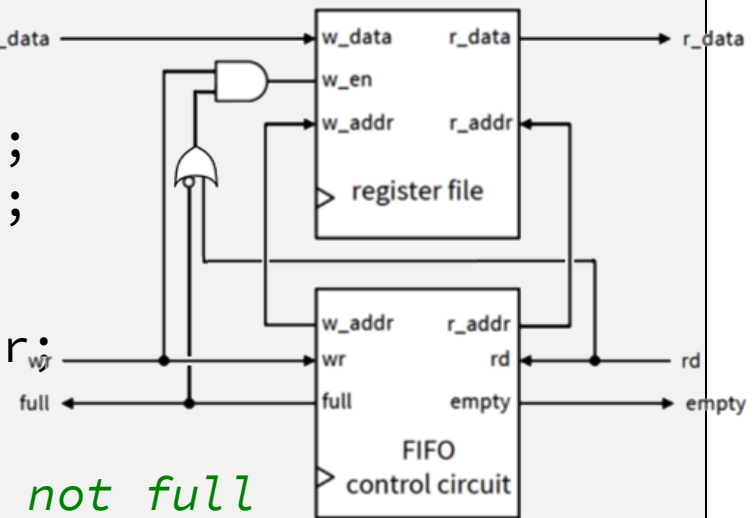 _data w_data r_data r_data
w_en
w_addr r_addr
;
;
register file
w_addr r_addr
r;
wr wr rd rd
full full empty empty
FIFO
control circuit
not full